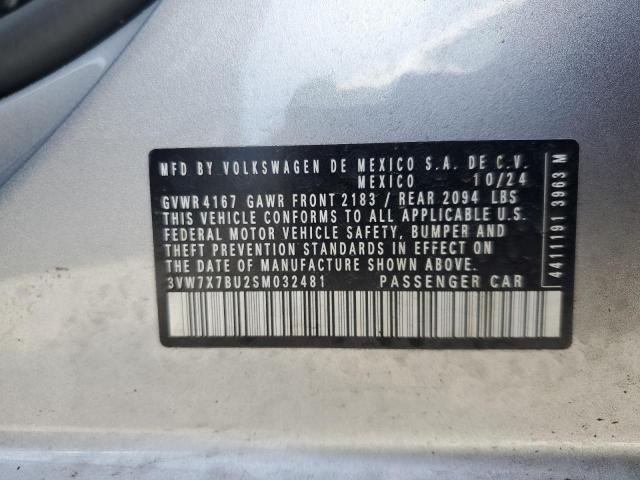 MFD BY VOLKSWAGEN DE MEXICO S.A. DE C.V.
MEXICO 10/24
GVWR 4167 GAWR FRONT 2183 / REAR 2094 LBS
THIS VEHICLE CONFORMS TO ALL APPLICABLE U.S.
FEDERAL MOTOR VEHICLE SAFETY, BUMPER AND
THEFT PREVENTION STANDARDS IN EFFECT ON
THE DATE OF MANUFACTURE SHOWN ABOVE.
3VW7X7BU2SM032481 PASSENGER CAR
4411191 3963 M